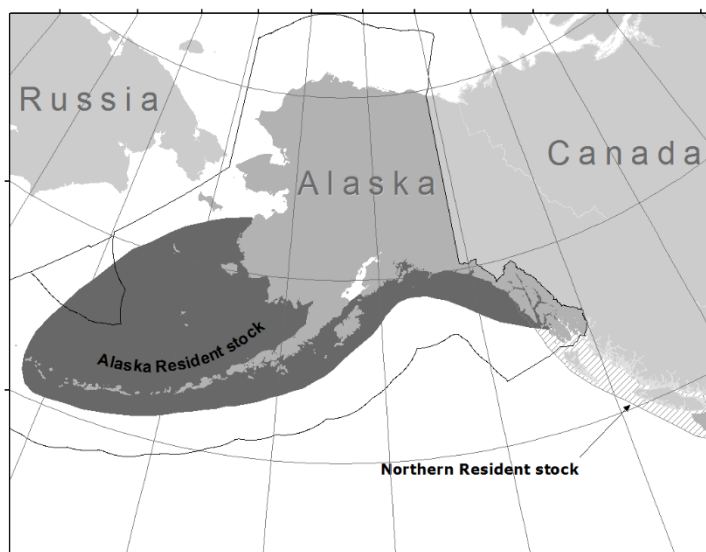 Russia
Canada
Alaska
Alaska Resident stock
Northern Resident stock